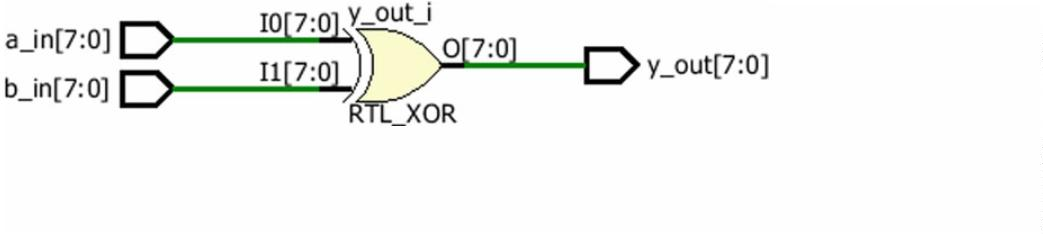 a_in[7:0]
b_in[7:0]
I0[7:0]
I1[7:0]
y_out_i
RTL_XOR
O[7:0]
y_out[7:0]